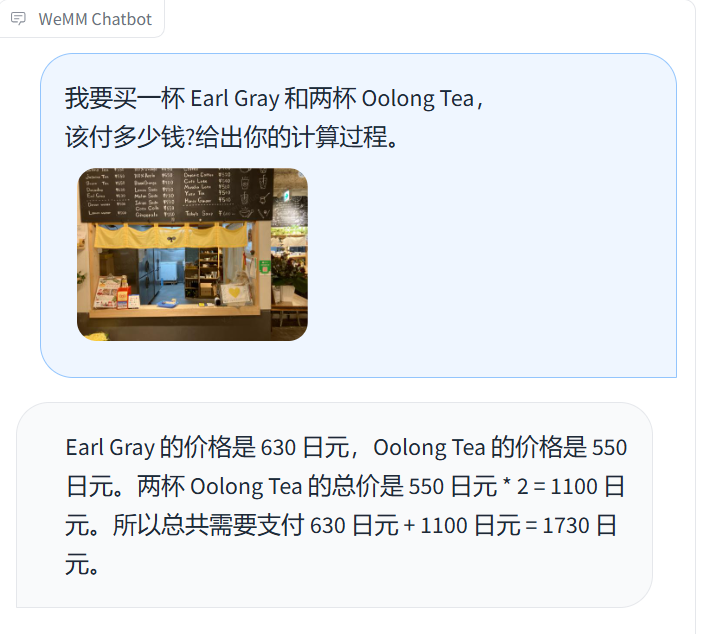 WeMM Chatbot
我要买一杯 Earl Gray 和两杯 Oolong Tea，
该付多少钱?给出你的计算过程。
Earl Gray 的价格是 630 日元，Oolong Tea 的价格是 550
日元。两杯 Oolong Tea 的总价是 550 日元 * 2 = 1100 日
元。所以总共需要支付 630 日元 + 1100 日元 = 1730 日
元。